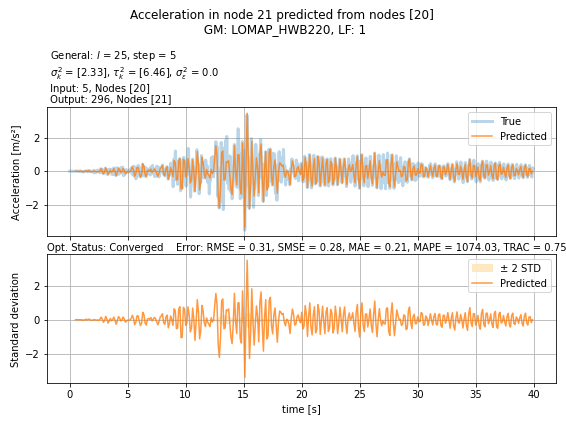 Acceleration in node 21 predicted from nodes [20]
GM: LOMAP_HWB220, LF: 1
General: l = 25, step = 5
σ²ₖ = [2.33], τ²ₖ = [6.46], σ²ε = 0.0
Input: 5, Nodes [20]
Output: 296, Nodes [21]
Acceleration [m/s²]
2
0
−2
True
Predicted
Opt. Status: Converged Error: RMSE = 0.31, SMSE = 0.28, MAE = 0.21, MAPE = 1074.03, TRAC = 0.75
Standard deviation
2
0
−2
± 2 STD
Predicted
0 5 10 15 20 25 30 35 40
time [s]